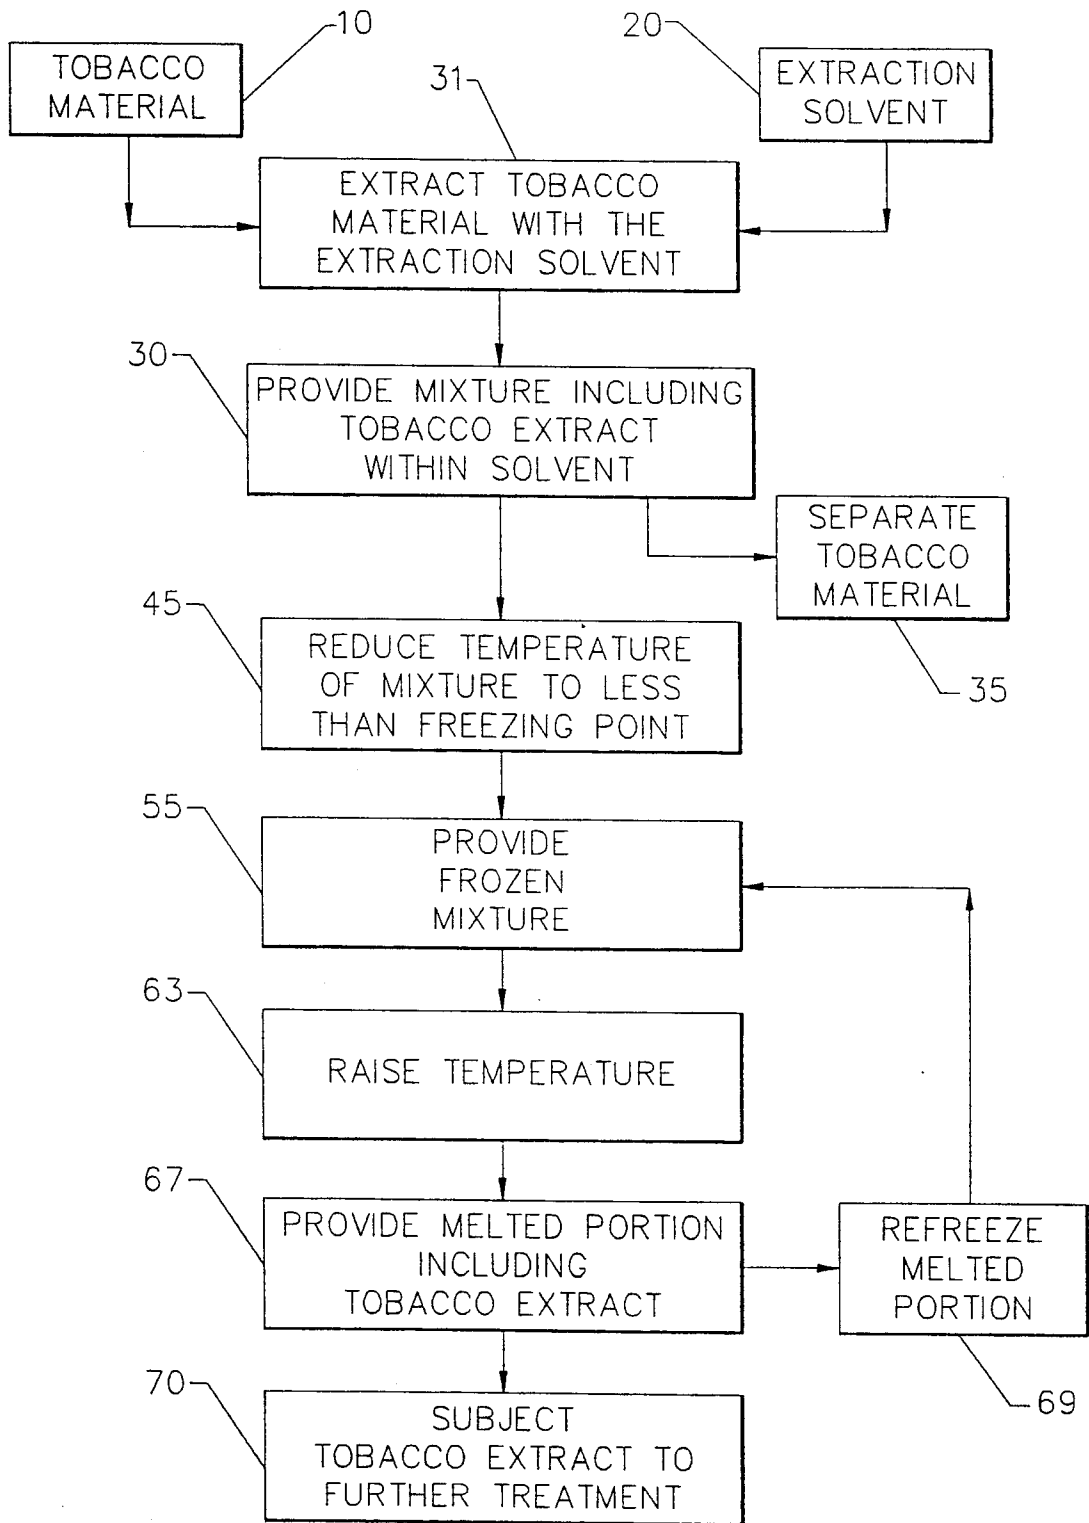 10
20
TOBACCO
MATERIAL
31
EXTRACTION
SOLVENT
EXTRACT TOBACCO
MATERIAL WITH THE
EXTRACTION SOLVENT
30
PROVIDE MIXTURE INCLUDING
TOBACCO EXTRACT
WITHIN SOLVENT
SEPARATE
TOBACCO
MATERIAL
35
45
REDUCE TEMPERATURE
OF MIXTURE TO LESS
THAN FREEZING POINT
55
PROVIDE
FROZEN
MIXTURE
63
RAISE TEMPERATURE
67
PROVIDE MELTED PORTION
INCLUDING
TOBACCO EXTRACT
REFREEZE
MELTED
PORTION
69
70
SUBJECT
TOBACCO EXTRACT TO
FURTHER TREATMENT